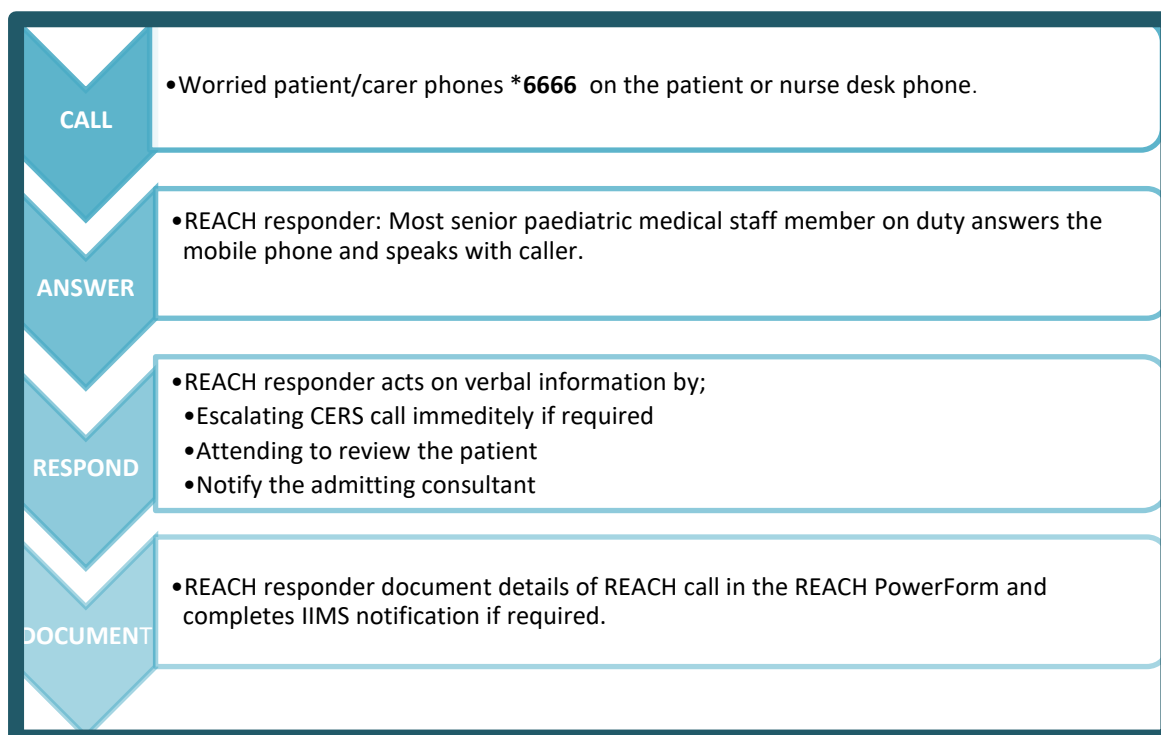 CALL
•Worried patient/carer phones *6666 on the patient or nurse desk phone.
ANSWER
•REACH responder: Most senior paediatric medical staff member on duty answers the
mobile phone and speaks with caller.
RESPOND
•REACH responder acts on verbal information by;
•Escalating CERS call immeditely if required
•Attending to review the patient
•Notify the admitting consultant
DOCUMENT
•REACH responder document details of REACH call in the REACH PowerForm and
completes IIMS notification if required.